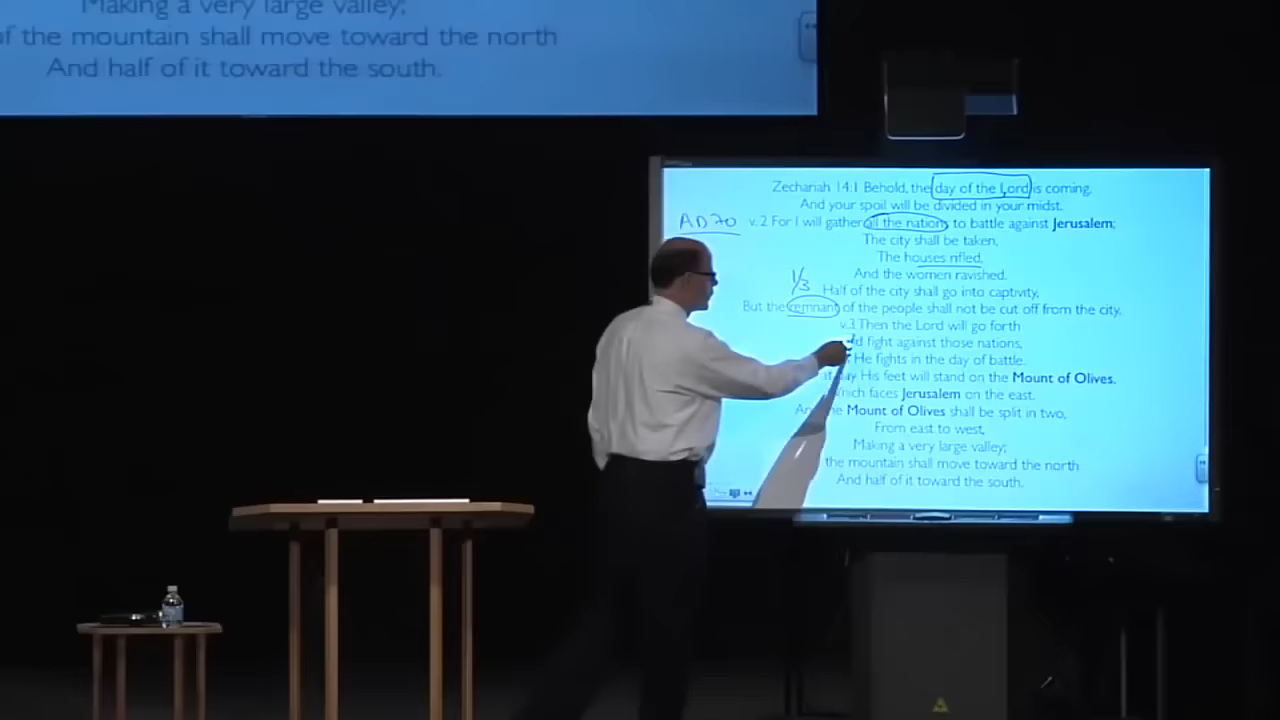 Making a very large valley;
of the mountain shall move toward the north
And half of it toward the south.
Zechariah 14:1 Behold, the day of the Lord is coming,
And your spoil will be divided in your midst.
AD 70 v.2 For I will gather all the nations to battle against Jerusalem;
The city shall be taken,
The houses rifled,
And the women ravished.
1/3
Half of the city shall go into captivity,
But the remnant of the people shall not be cut off from the city.
v.3 Then the Lord will go forth
fight against those nations,
He fights in the day of battle.
day His feet will stand on the Mount of Olives,
Which faces Jerusalem on the east.
the Mount of Olives shall be split in two,
From east to west,
Making a very large valley;
the mountain shall move toward the north
And half of it toward the south.